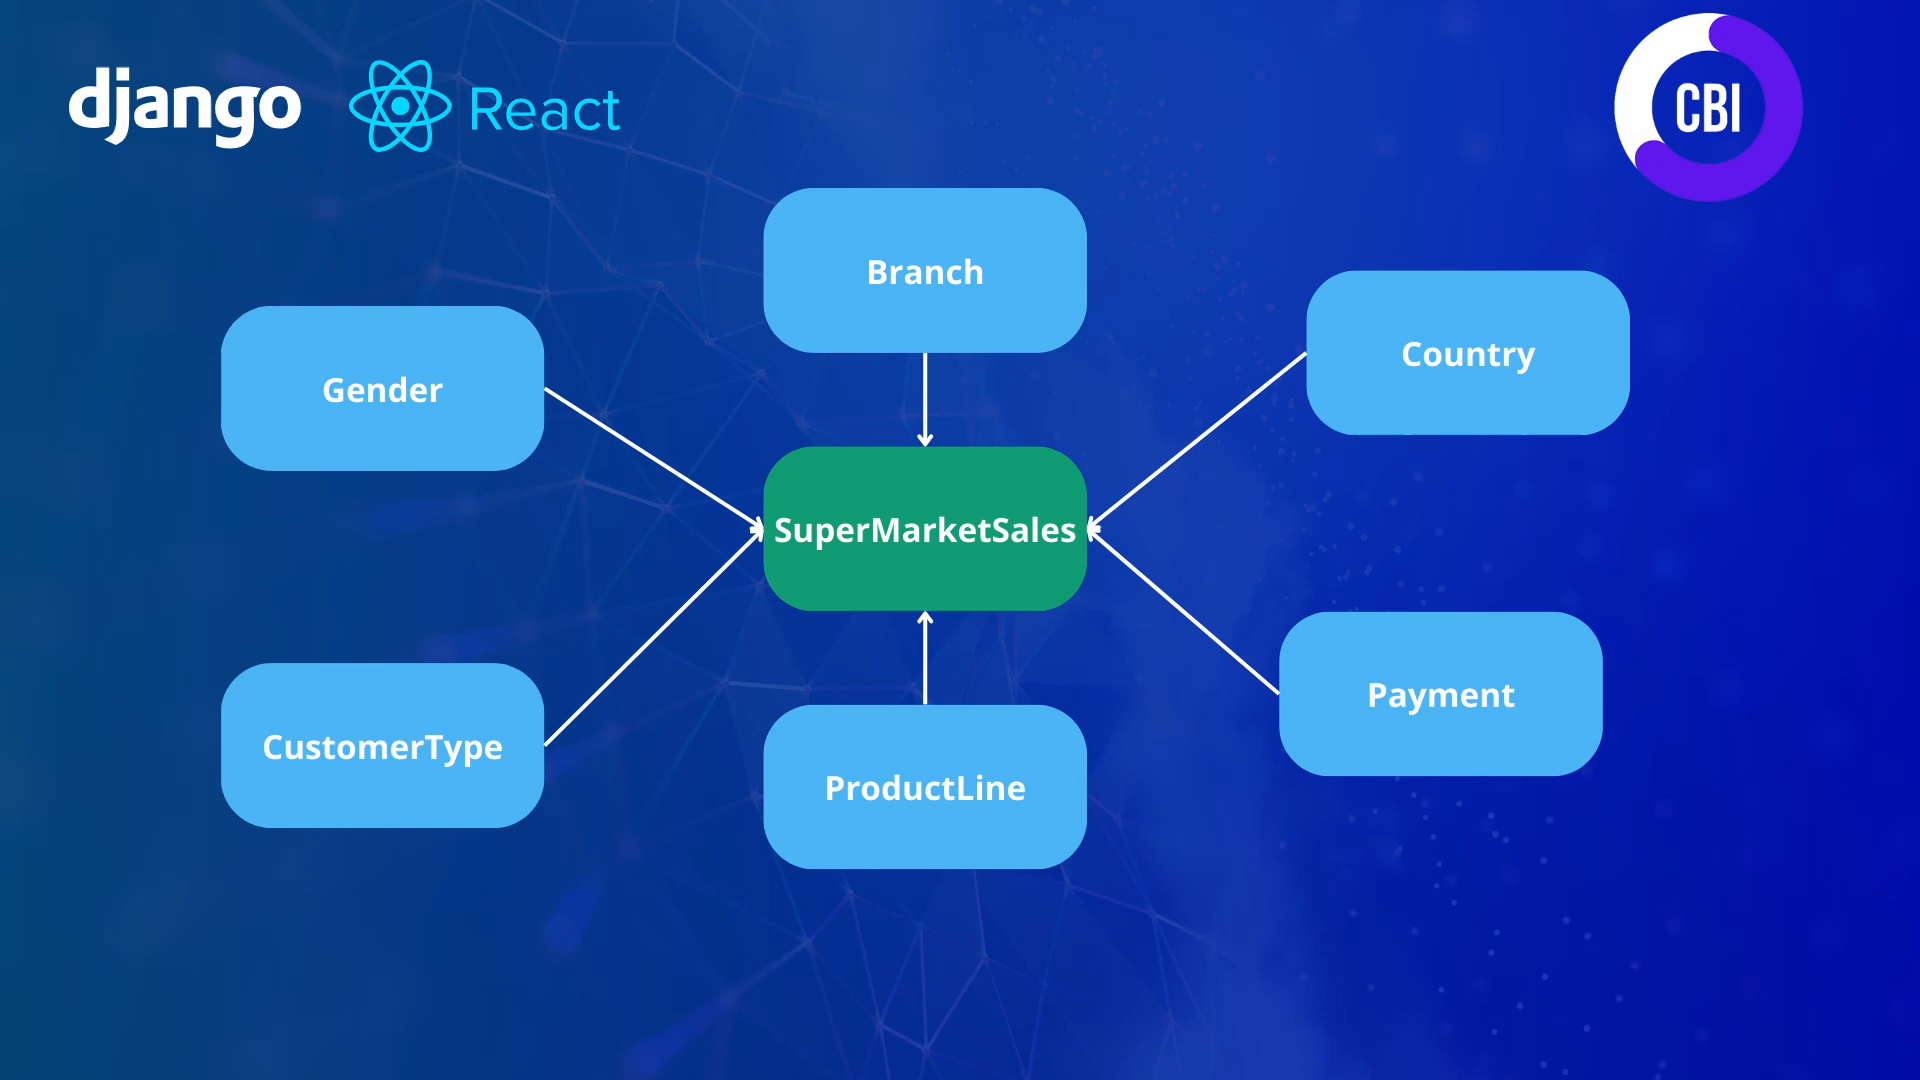 django
React
CBI
Branch
Country
Gender
SuperMarketSales
Payment
CustomerType
ProductLine